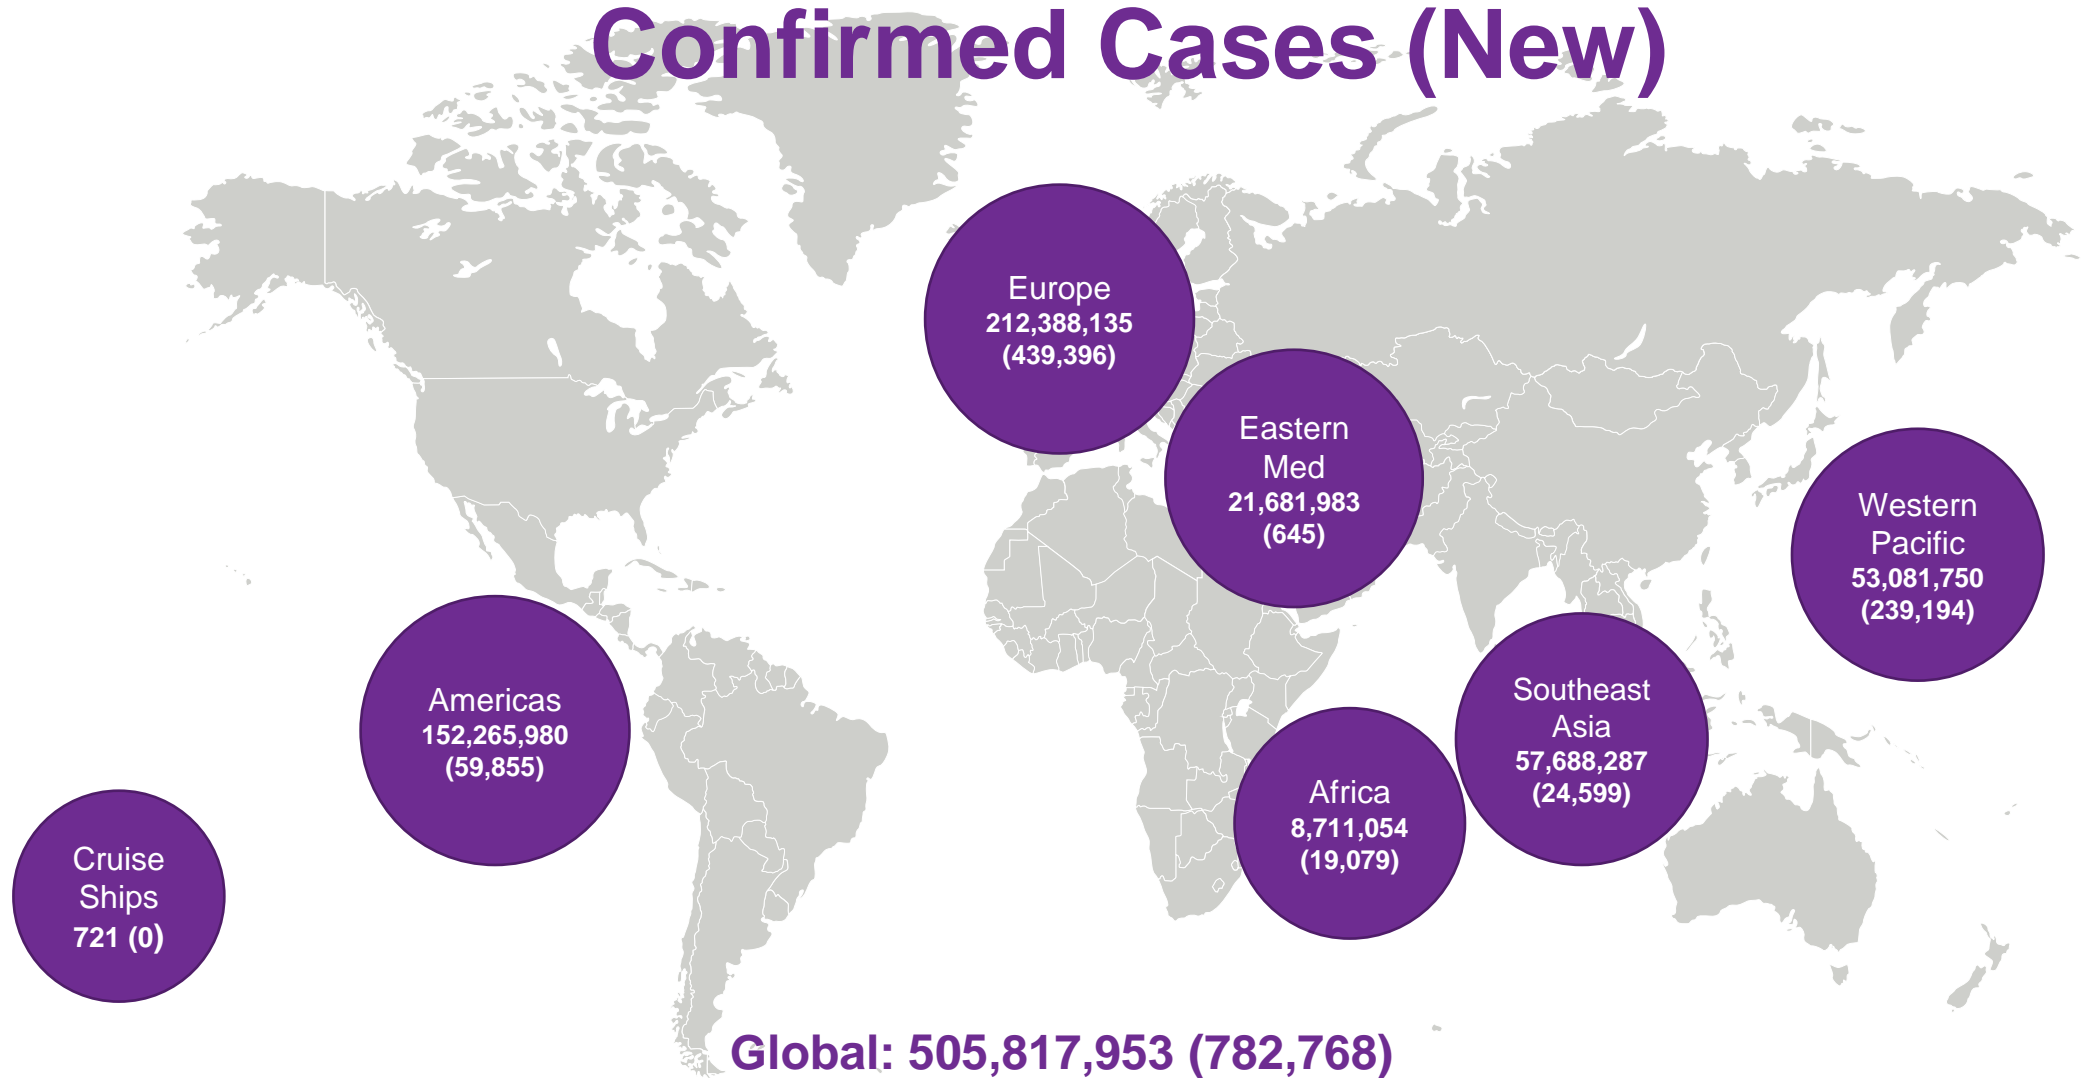 Confirmed Cases (New)
Europe
212,388,135
(439,396)
Eastern
Med
21,681,983
(645)
Western
Pacific
53,081,750
(239,194)
Americas
152,265,980
(59,855)
Southeast
Asia
57,688,287
(24,599)
Africa
8,711,054
(19,079)
Cruise
Ships
721 (0)
Global: 505,817,953 (782,768)